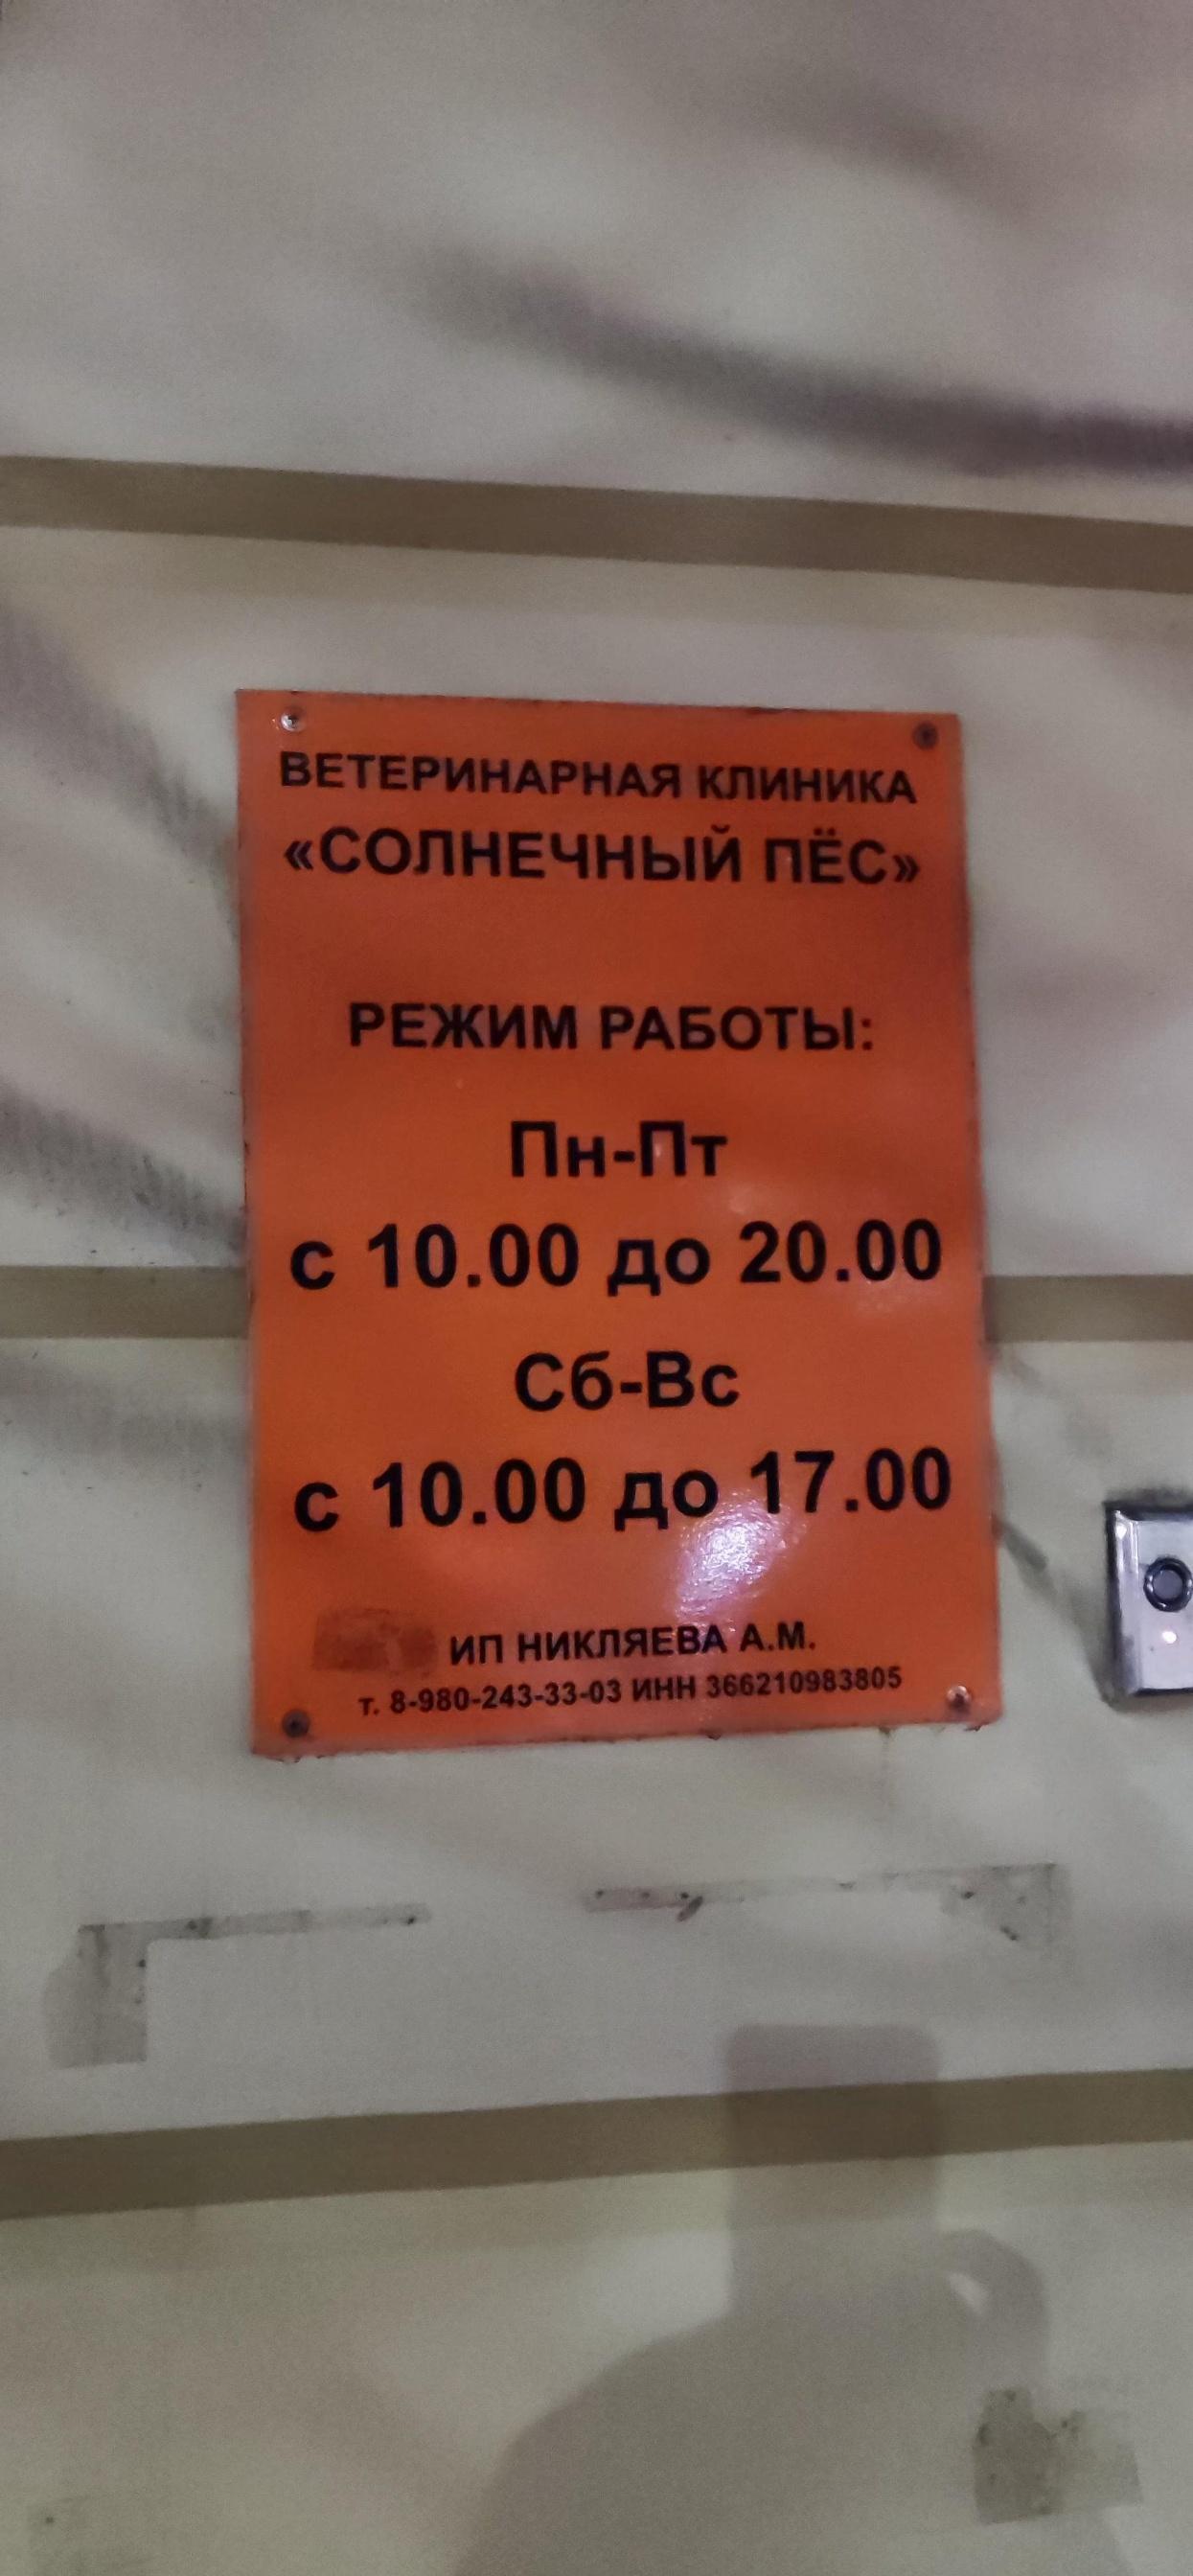 ВЕТЕРИНАРНАЯ КЛИНИКА
«СОЛНЕЧНЫЙ ПЁС»
РЕЖИМ РАБОТЫ:
Пн-Пт
с 10.00 до 20.00
Сб-Вс
с 10.00 до 17.00
ИП НИКЛЯЕВА А.М.
т. 8-980-243-33-03 ИНН 366210983805